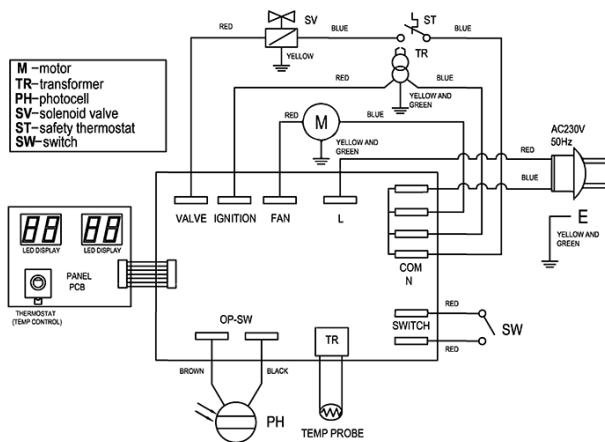 RED
SV
BLUE
ST
YELLOW
TR
M –motor
TR–transformer
PH–photocell
SV–solenoid valve
ST–safety thermostat
SW–switch
RED
BLUE
YELLOW AND
GREEN
RED
M
BLUE
YELLOW AND
GREEN
AC230V
50Hz
RED
BLUE
E
YELLOW AND
GREEN
VALVE
IGNITION
FAN
L
COM
N
88
88
LED DISPLAY
LED DISPLAY
PANEL
PCB
THERMOSTAT
(TEMP CONTROL)
OP-SW
TR
SWITCH
RED
SW
RED
BROWN
BLACK
PH
TEMP PROBE